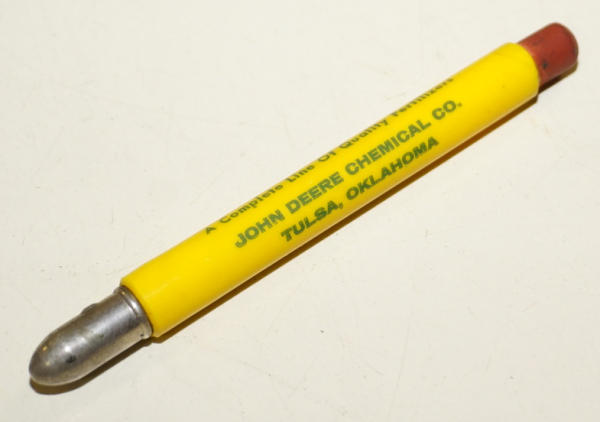 A Complete Line Of Quality Fertilizers
JOHN DEERE CHEMICAL CO.
TULSA, OKLAHOMA